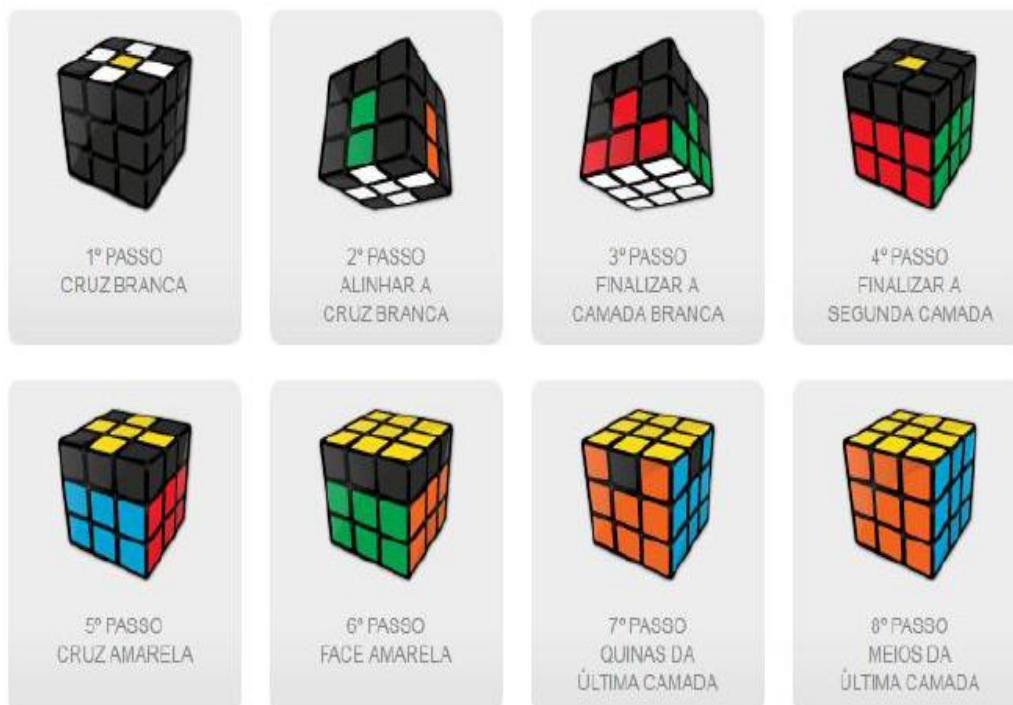 1º PASSO
CRUZ BRANCA
2º PASSO
ALINHAR A
CRUZ BRANCA
3º PASSO
FINALIZAR A
CAMADA BRANCA
4º PASSO
FINALIZAR A
SEGUNDA CAMADA
5º PASSO
CRUZ AMARELA
6º PASSO
FACE AMARELA
7º PASSO
QUINAS DA
ÚLTIMA CAMADA
8º PASSO
MEIOS DA
ÚLTIMA CAMADA